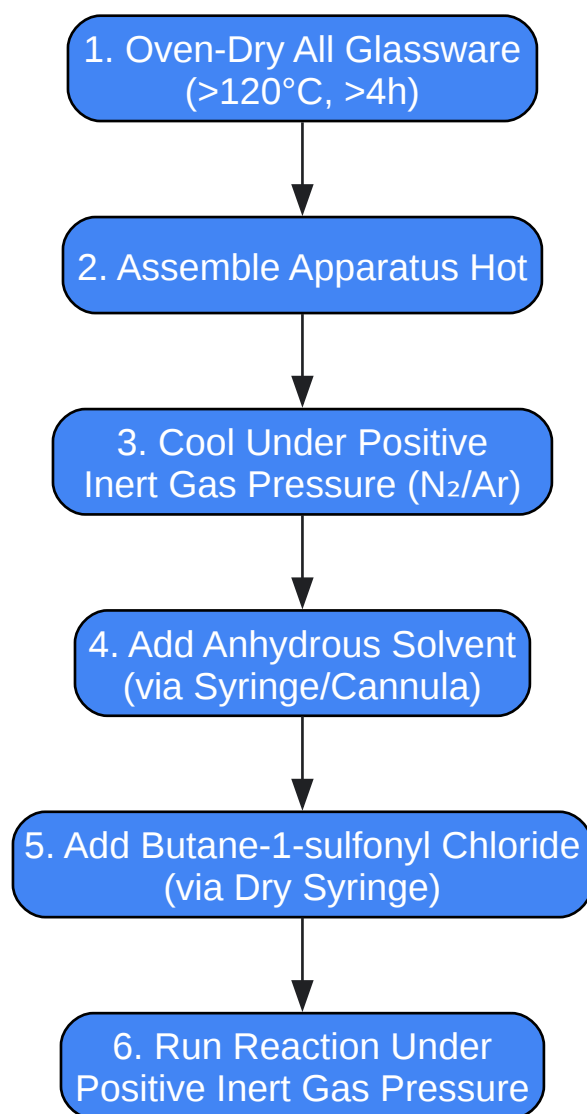 1. Oven-Dry All Glassware
(>120°C, >4h)
2. Assemble Apparatus Hot
3. Cool Under Positive
Inert Gas Pressure (N₂/Ar)
4. Add Anhydrous Solvent
(via Syringe/Cannula)
5. Add Butane-1-sulfonyl Chloride
(via Dry Syringe)
6. Run Reaction Under
Positive Inert Gas Pressure